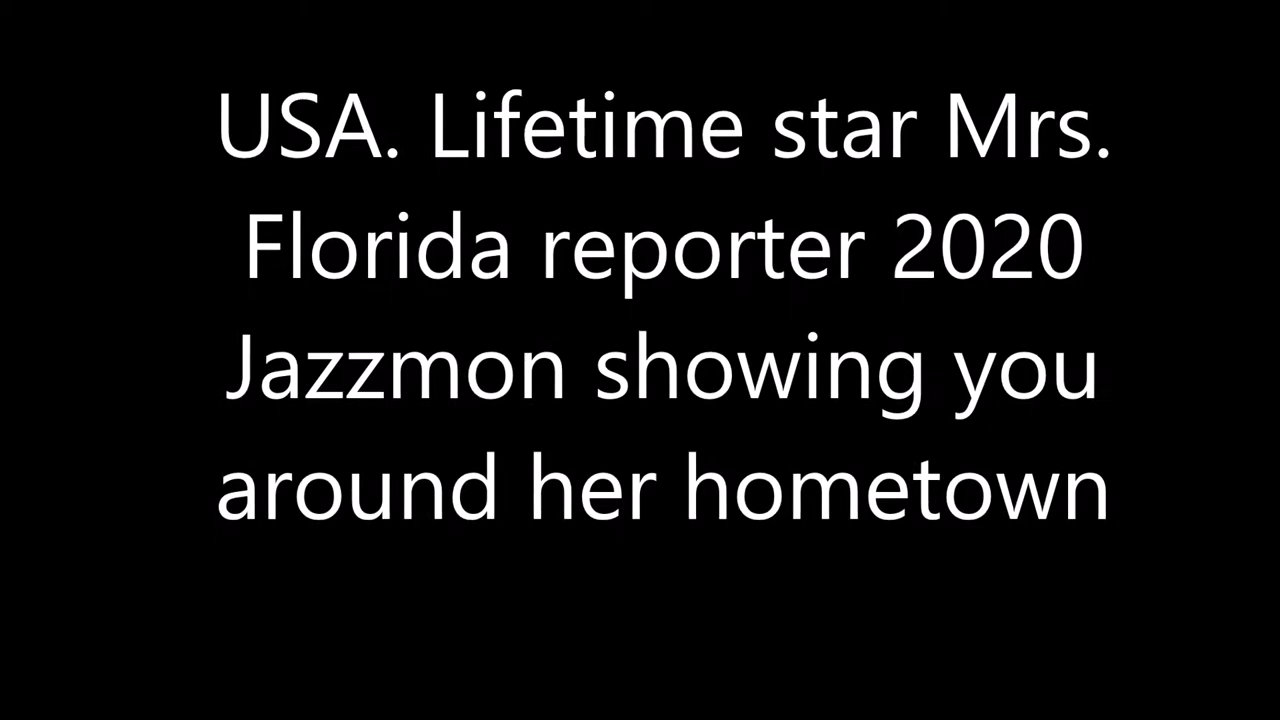 USA. Lifetime star Mrs.
Florida reporter 2020
Jazzmon showing you
around her hometown